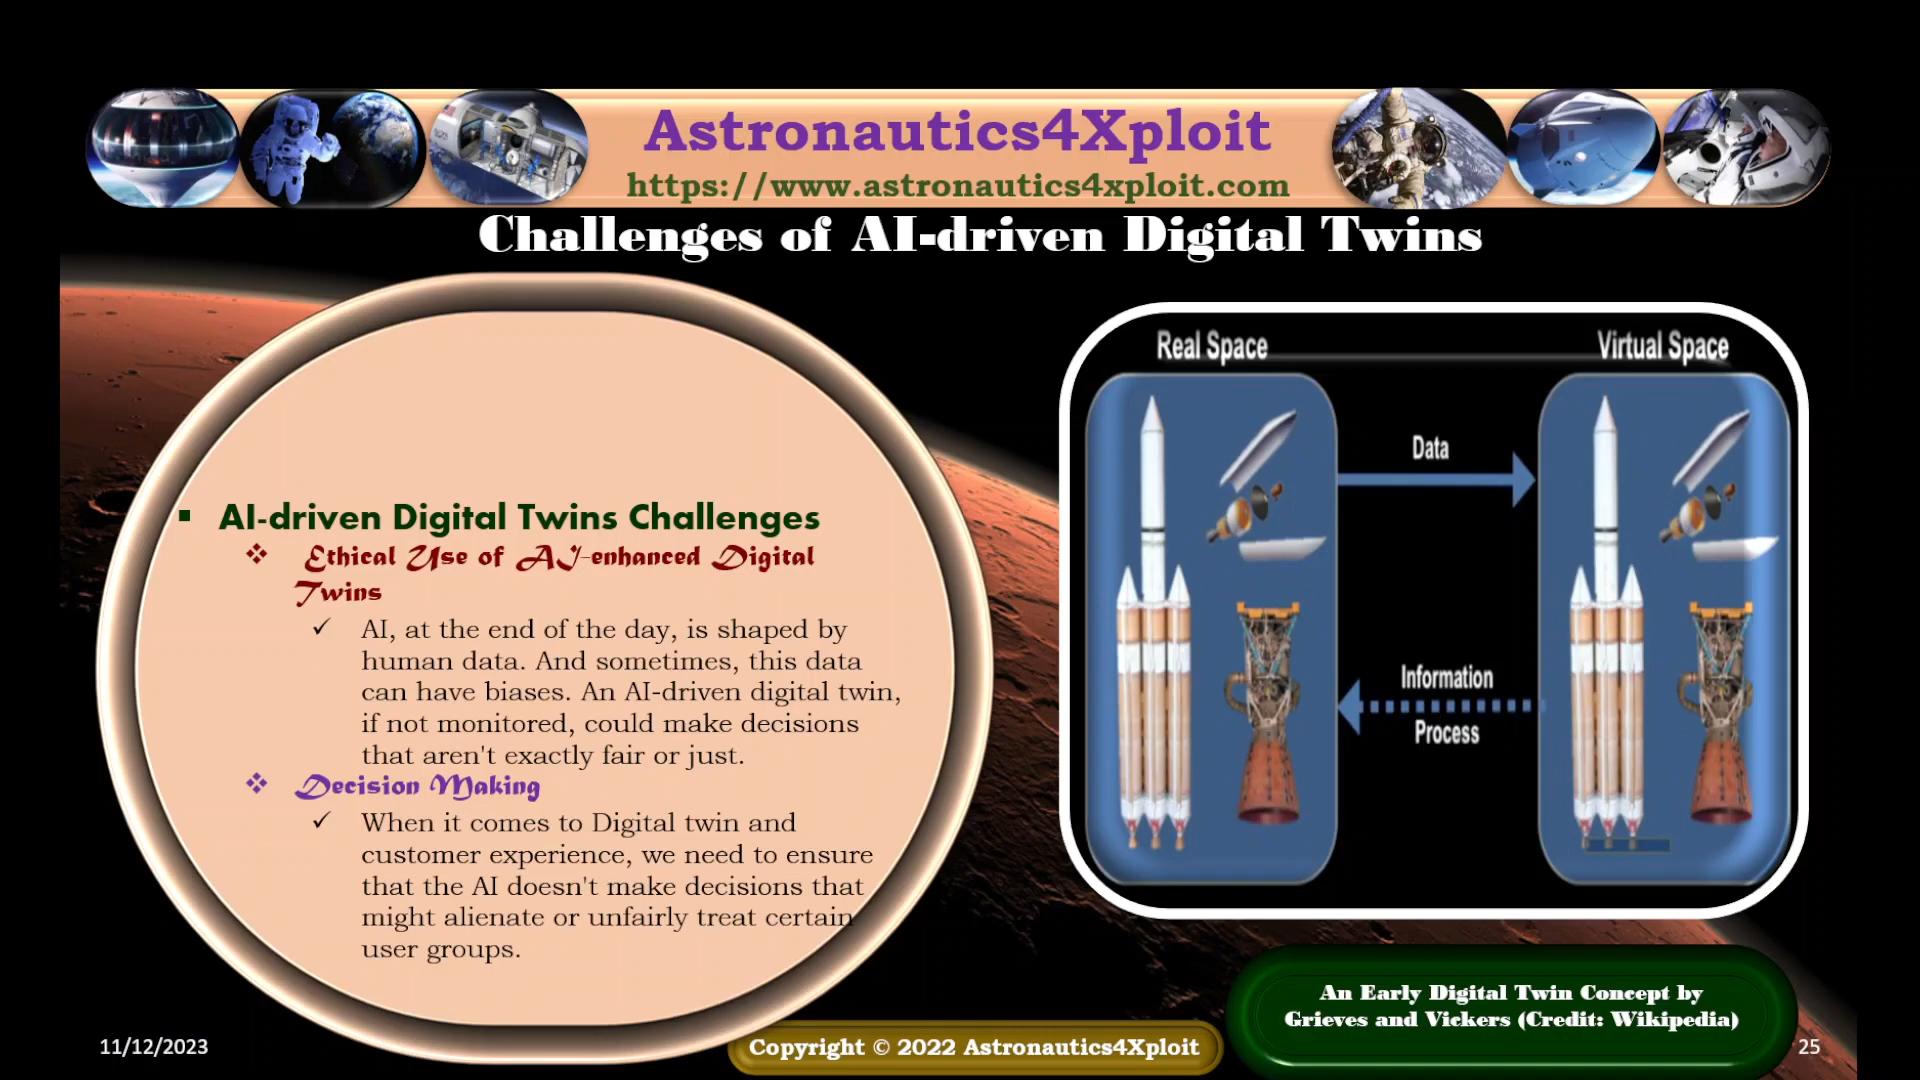 Astronautics4Xploit
https://www.astronautics4xploit.com
Challenges of AI-driven Digital Twins
▪ AI-driven Digital Twins Challenges
❖ Ethical Use of AI-enhanced Digital
Twins
✓ AI, at the end of the day, is shaped by
human data. And sometimes, this data
can have biases. An AI-driven digital twin,
if not monitored, could make decisions
that aren't exactly fair or just.
❖ Decision Making
✓ When it comes to Digital twin and
customer experience, we need to ensure
that the AI doesn't make decisions that
might alienate or unfairly treat certain
user groups.
Real Space
Virtual Space
Data
Information
Process
An Early Digital Twin Concept by
Grieves and Vickers (Credit: Wikipedia)
11/12/2023
Copyright © 2022 Astronautics4Xploit
25